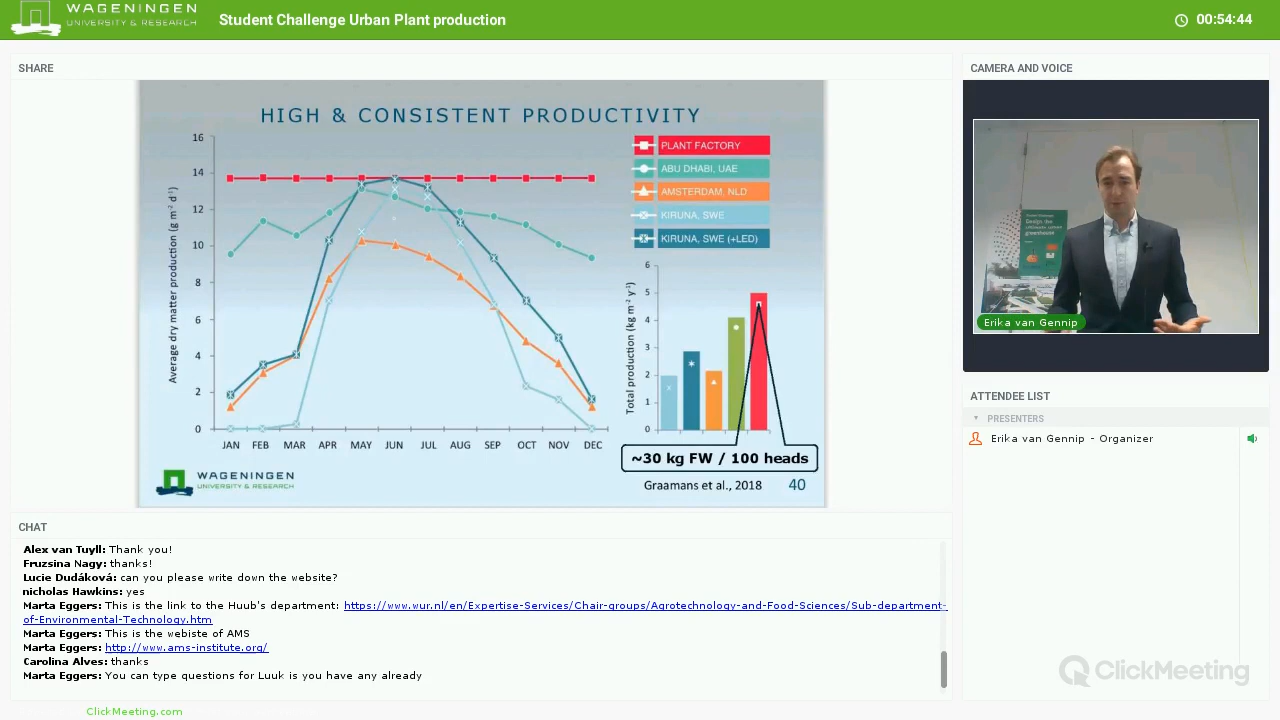 WAGENINGEN
UNIVERSITY & RESEARCH
Student Challenge Urban Plant production
00:54:44
SHARE
CAMERA AND VOICE
HIGH & CONSISTENT PRODUCTIVITY
Average dry matter production (g m-2 d-1)
16
14
12
10
8
6
4
2
0
JAN FEB MAR APR MAY JUN JUL AUG SEP OCT NOV DEC
PLANT FACTORY
ABU DHABI, UAE
AMSTERDAM, NLD
KIRUNA, SWE
KIRUNA, SWE (+LED)
Total production (kg m-2 y-1)
6
5
4
3
2
1
0
~30 kg FW / 100 heads
Graamans et al., 2018
40
WAGENINGEN
UNIVERSITY & RESEARCH
Erika van Gennip
ATTENDEE LIST
PRESENTERS
Erika van Gennip - Organizer
CHAT
Alex van Tuyll: Thank you!
Fruzsina Nagy: thanks!
Lucie Dudáková: can you please write down the website?
nicholas Hawkins: yes
Marta Eggers: This is the link to the Huub's department: https://www.wur.nl/en/Expertise-Services/Chair-groups/Agrotechnology-and-Food-Sciences/Sub-department-
of-Environmental-Technology.htm
Marta Eggers: This is the webiste of AMS
Marta Eggers: http://www.ams-institute.org/
Carolina Alves: thanks
Marta Eggers: You can type questions for Luuk is you have any already
ClickMeeting
ClickMeeting.com